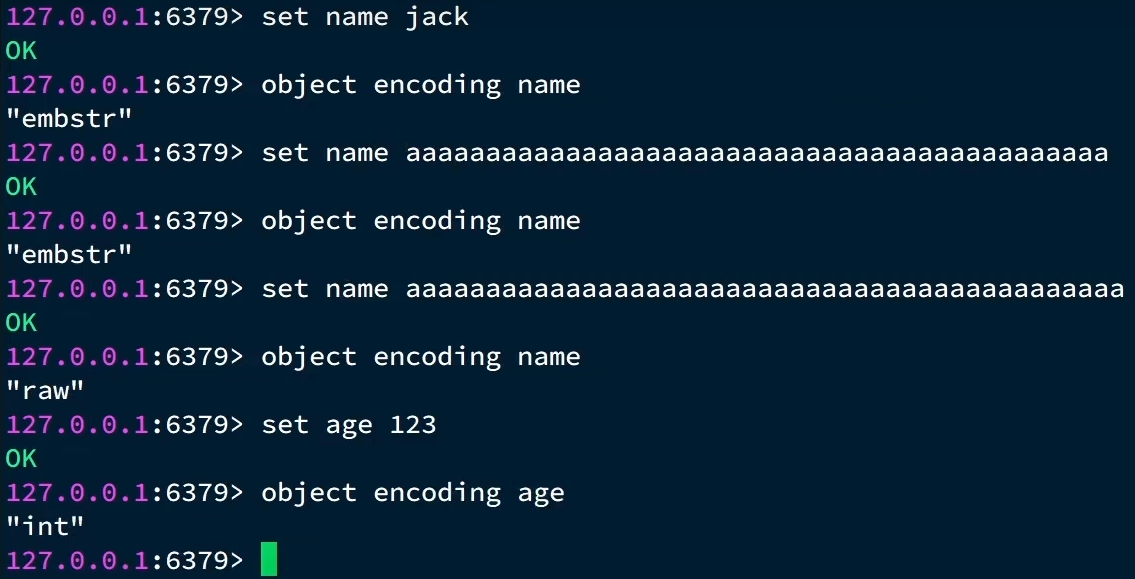 127.0.0.1:6379> set name jack
OK
127.0.0.1:6379> object encoding name
"embstr"
127.0.0.1:6379> set name aaaaaaaaaaaaaaaaaaaaaaaaaaaaaaaaaaaaaaaaaaaa
OK
127.0.0.1:6379> object encoding name
"embstr"
127.0.0.1:6379> set name aaaaaaaaaaaaaaaaaaaaaaaaaaaaaaaaaaaaaaaaaaaaa
OK
127.0.0.1:6379> object encoding name
"raw"
127.0.0.1:6379> set age 123
OK
127.0.0.1:6379> object encoding age
"int"
127.0.0.1:6379>